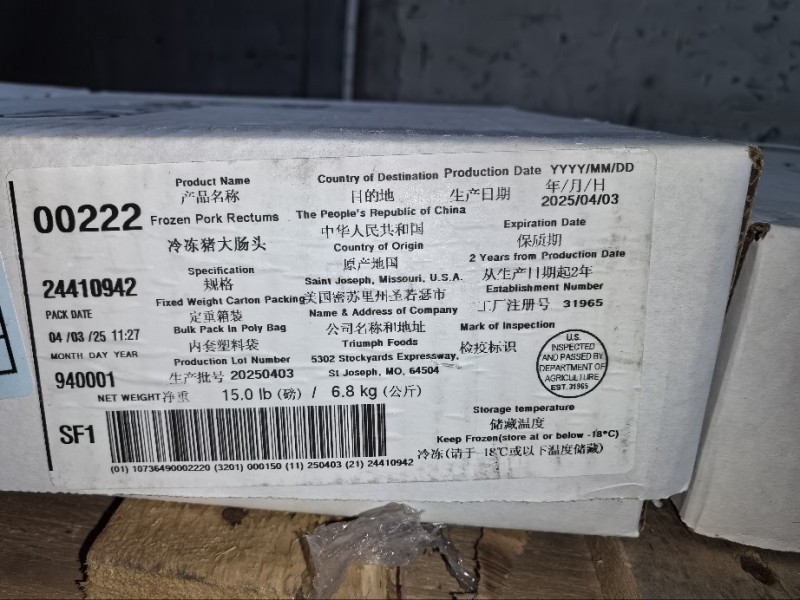 Product Name
产品名称
00222 Frozen Pork Rectums
冷冻猪大肠头
Specification
规格
24410942
Fixed Weight Carton Packing
定重箱装
PACK DATE
04/03/25 11:27
MONTH DAY YEAR
Bulk Pack In Poly Bag
内套塑料袋
Production Lot Number
940001
生产批号 20250403
NET WEIGHT净重 15.0 lb (磅) / 6.8 kg (公斤)
SF1
(01) 10736490002220 (3201) 000150 (11) 250403 (21) 24410942
Country of Destination
目的地
The People's Republic of China
中华人民共和国
Country of Origin
原产地国
Saint Joseph, Missouri, U.S.A.
美国密苏里州圣若瑟市
Name & Address of Company
公司名称和地址
Triumph Foods
5302 Stockyards Expressway,
St Joseph, MO, 64504
Production Date YYYY/MM/DD
生产日期 年/月/日
2025/04/03
Expiration Date
保质期
2 Years from Production Date
从生产日期起2年
Establishment Number
工厂注册号 31965
Mark of Inspection
检疫标识
U.S.
INSPECTED
AND PASSED BY
DEPARTMENT OF
AGRICULTURE
EST. 31965
Storage temperature
储藏温度
Keep Frozen(store at or below -18°C)
冷冻(请于-18℃或以下温度储藏)